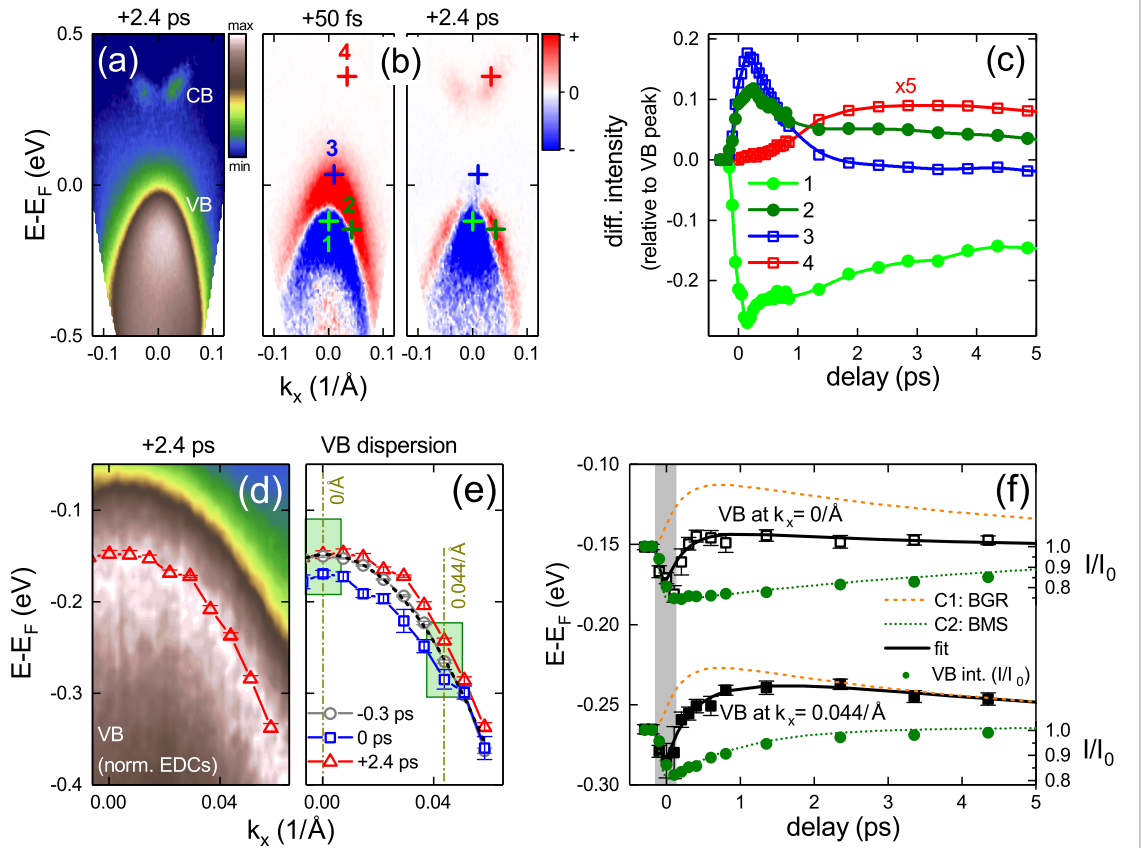 +2.4 ps
+50 fs
+2.4 ps
(a)
max
min
CB
VB
(b)
4
3
2
1
+
0
-
0.5
0.0
-0.5
E-E_F (eV)
-0.1 0.0 0.1
-0.1 0.0 0.1
-0.1 0.0 0.1
k_x (1/Å)
(c)
x5
0.2
0.1
0.0
-0.1
-0.2
diff. intensity
(relative to VB peak)
1
2
3
4
0 1 2 3 4 5
delay (ps)
+2.4 ps
VB dispersion
(d)
(e)
0/Å
0.044/Å
-0.1
-0.2
-0.3
-0.4
E-E_F (eV)
VB
(norm. EDCs)
-0.3 ps
0 ps
+2.4 ps
0.00 0.04
0.00 0.04
k_x (1/Å)
(f)
-0.10
-0.15
-0.20
-0.25
-0.30
E-E_F (eV)
VB at k_x= 0/Å
1.0
0.9
0.8
I/I_0
C1: BGR
C2: BMS
fit
VB int. (I/I_0)
VB at k_x= 0.044/Å
1.0
0.9
0.8
I/I_0
0 1 2 3 4 5
delay (ps)